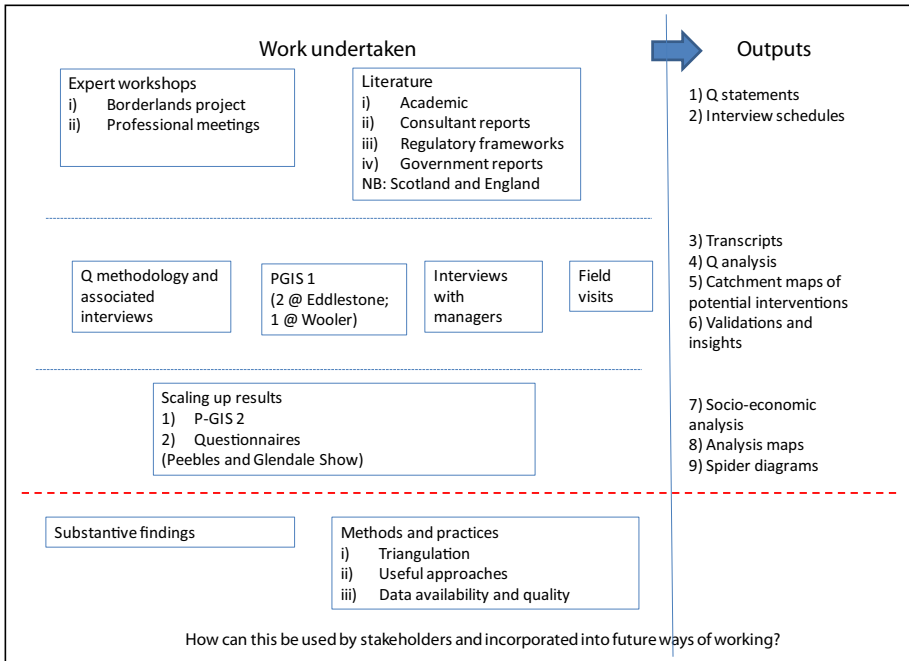 Work undertaken
Outputs
Expert workshops
i) Borderlands project
ii) Professional meetings
Literature
i) Academic
ii) Consultant reports
iii) Regulatory frameworks
iv) Government reports
NB: Scotland and England
1) Q statements
2) Interview schedules
Q methodology and
associated
interviews
PGIS 1
(2 @ Eddlestone;
1 @ Wooler)
Interviews
with
managers
Field
visits
3) Transcripts
4) Q analysis
5) Catchment maps of
potential interventions
6) Validations and
insights
Scaling up results
1) P-GIS 2
2) Questionnaires
(Peebles and Glendale Show)
7) Socio-economic
analysis
8) Analysis maps
9) Spider diagrams
Substantive findings
Methods and practices
i) Triangulation
ii) Useful approaches
iii) Data availability and quality
How can this be used by stakeholders and incorporated into future ways of working?